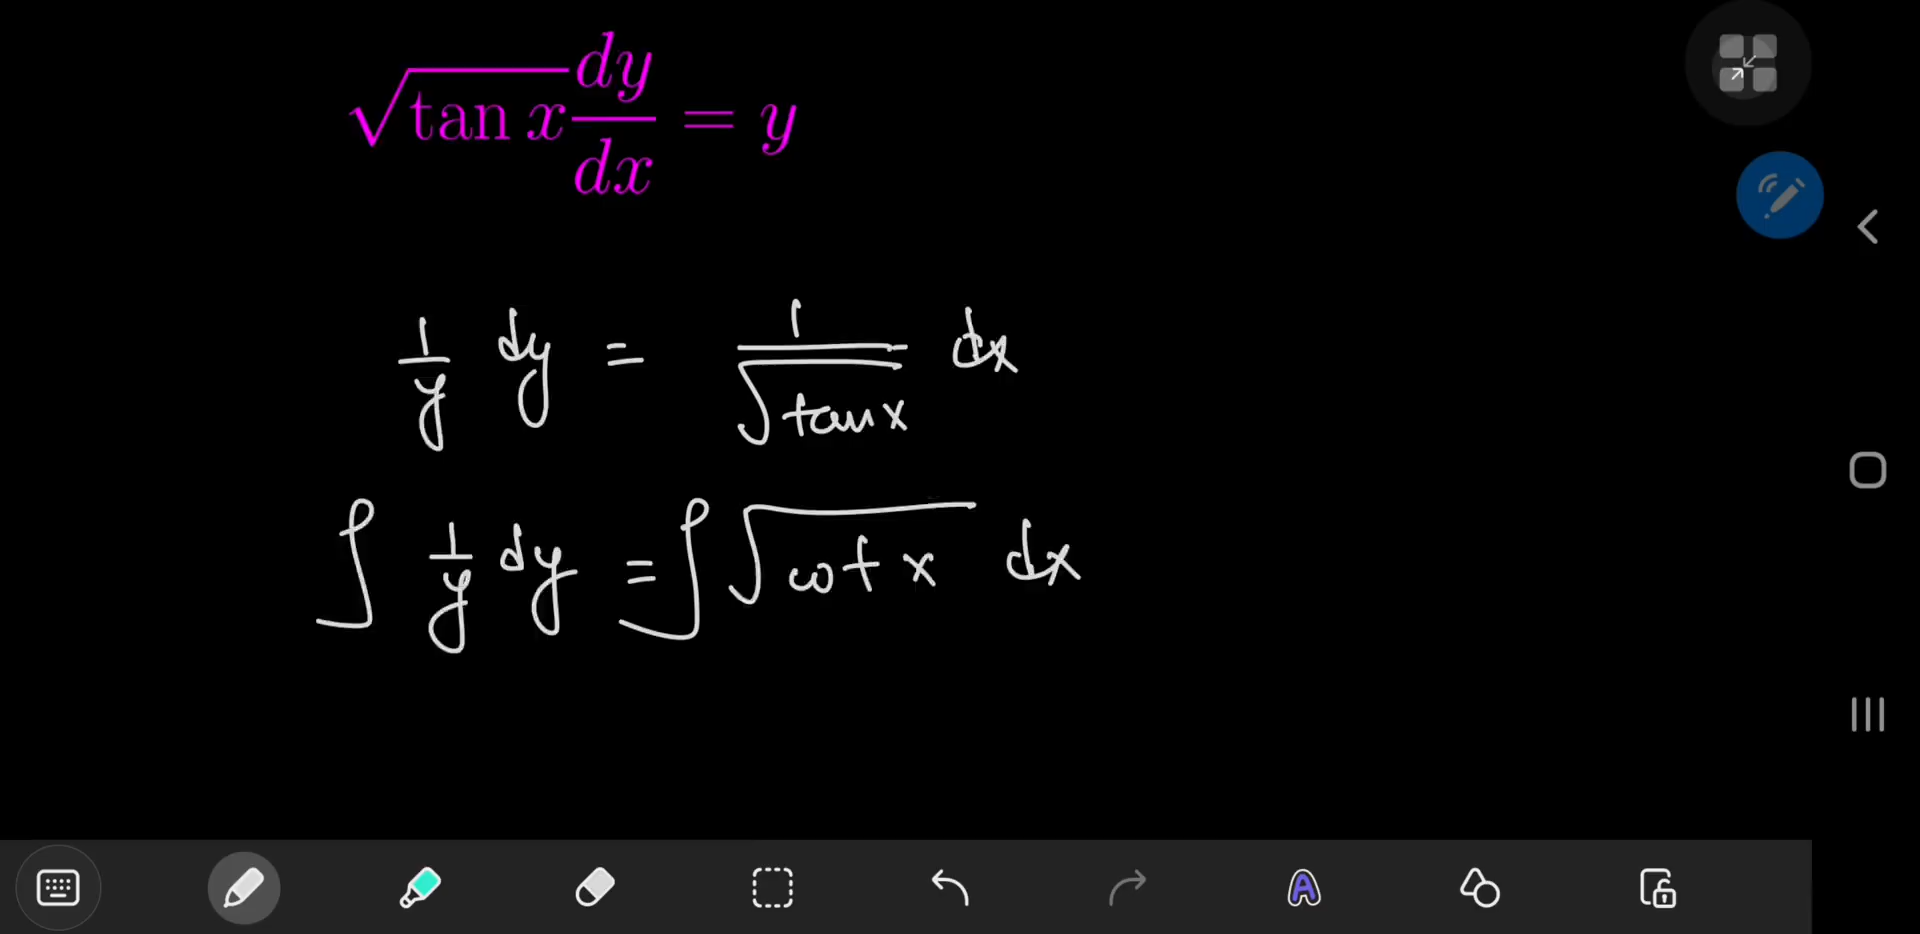 √(tan x) dy/dx = y
1/y dy = 1/√(tan x) dx
∫ 1/y dy = ∫ √(cot x) dx
A